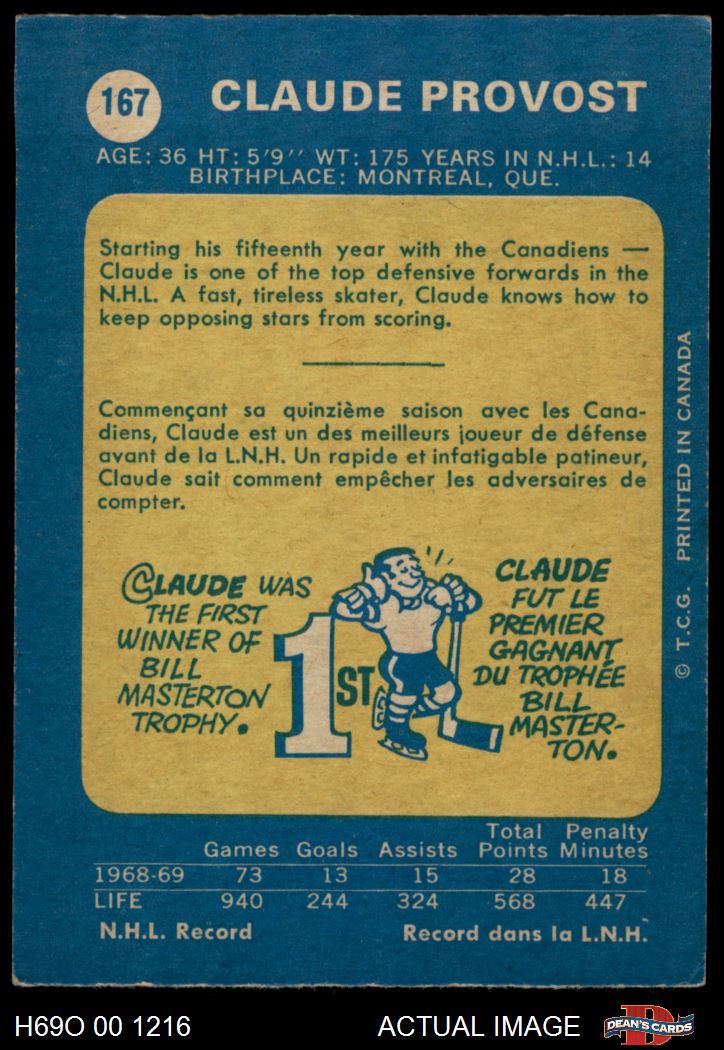 167
CLAUDE PROVOST
AGE: 36 HT: 5'9'' WT: 175 YEARS IN N.H.L.: 14
BIRTHPLACE: MONTREAL, QUE.
Starting his fifteenth year with the Canadiens —
Claude is one of the top defensive forwards in the
N.H.L. A fast, tireless skater, Claude knows how to
keep opposing stars from scoring.
Commençant sa quinzième saison avec les Cana-
diens, Claude est un des meilleurs joueur de défense
avant de la L.N.H. Un rapide et infatigable patineur,
Claude sait comment empêcher les adversaires de
compter.
CLAUDE WAS
THE FIRST
WINNER OF
BILL
MASTERTON
TROPHY.
1ST
CLAUDE
FUT LE
PREMIER
GAGNANT
DU TROPHÉE
BILL
MASTER-
TON.
© T.C.G. PRINTED IN CANADA
Games Goals Assists Total Points Penalty Minutes
1968-69 73 13 15 28 18
LIFE 940 244 324 568 447
N.H.L. Record Record dans la L.N.H.
H69O 00 1216 ACTUAL IMAGE D DEAN'S CARDS